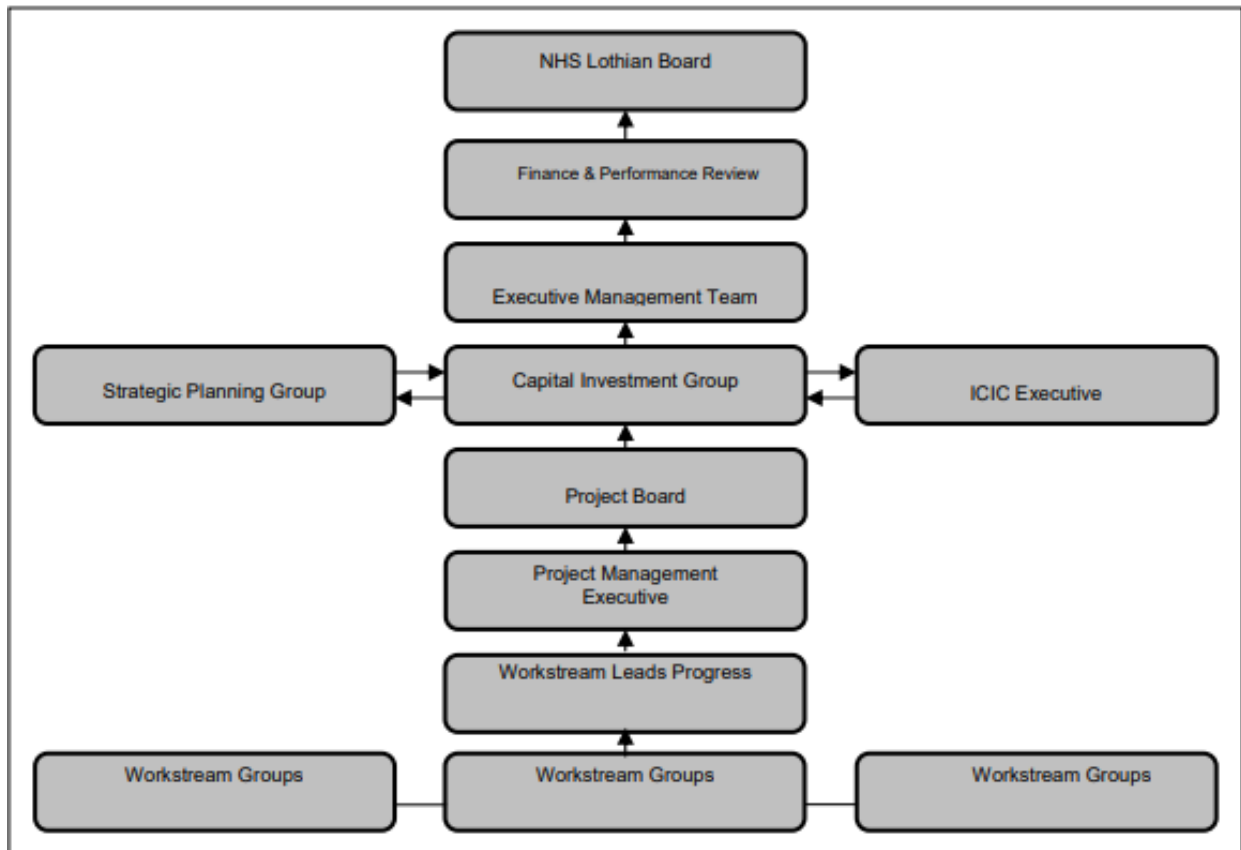 NHS Lothian Board
Finance & Performance Review
Executive Management Team
Strategic Planning Group
Capital Investment Group
ICIC Executive
Project Board
Project Management
Executive
Workstream Leads Progress
Workstream Groups
Workstream Groups
Workstream Groups